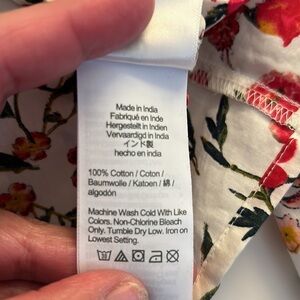 Made in India
Fabriqué en Inde
Hergestellt in Indien
Vervaardigd in India
インド製
hecho en india
100% Cotton / Coton /
Baumwolle / Katoen / 綿 /
algodón
Machine Wash Cold With Like
Colors. Non-Chlorine Bleach
Only. Tumble Dry Low. Iron on
Lowest Setting.